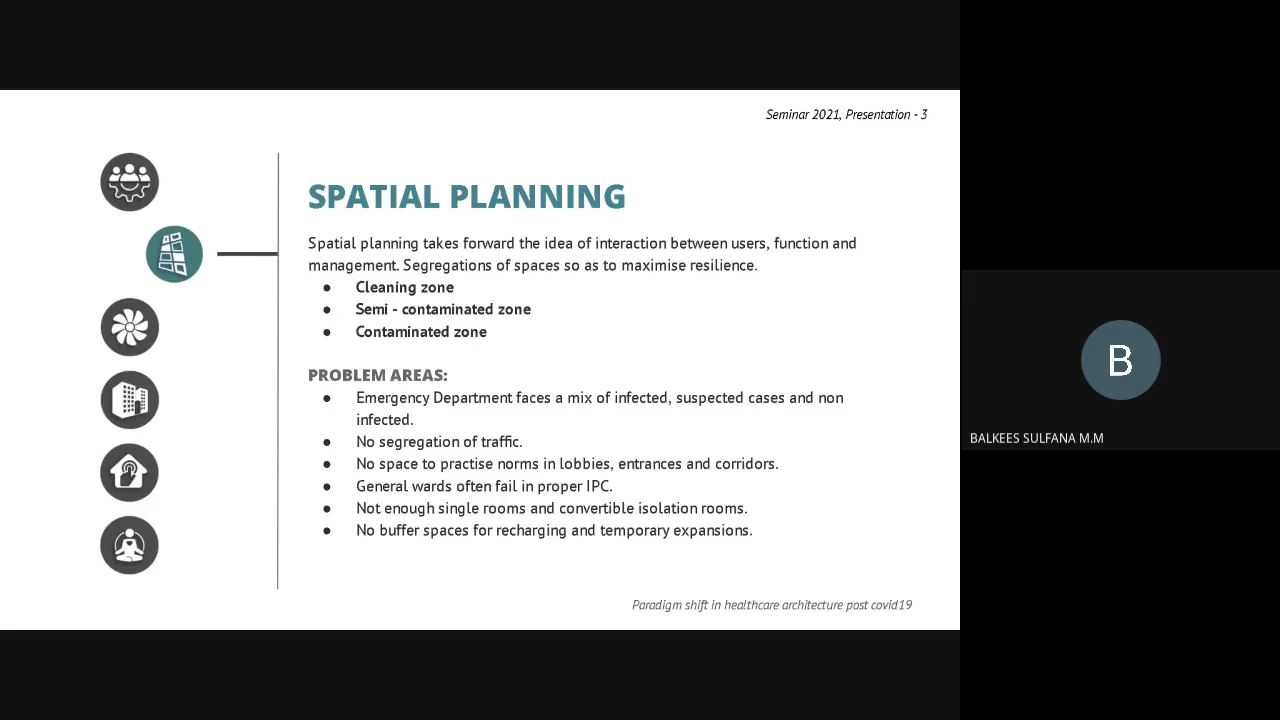 Seminar 2021, Presentation - 3
SPATIAL PLANNING
Spatial planning takes forward the idea of interaction between users, function and
management. Segregations of spaces so as to maximise resilience.
● Cleaning zone
● Semi - contaminated zone
● Contaminated zone
PROBLEM AREAS:
● Emergency Department faces a mix of infected, suspected cases and non
infected.
● No segregation of traffic.
● No space to practise norms in lobbies, entrances and corridors.
● General wards often fail in proper IPC.
● Not enough single rooms and convertible isolation rooms.
● No buffer spaces for recharging and temporary expansions.
Paradigm shift in healthcare architecture post covid19
B
BALKEES SULFANA M.M